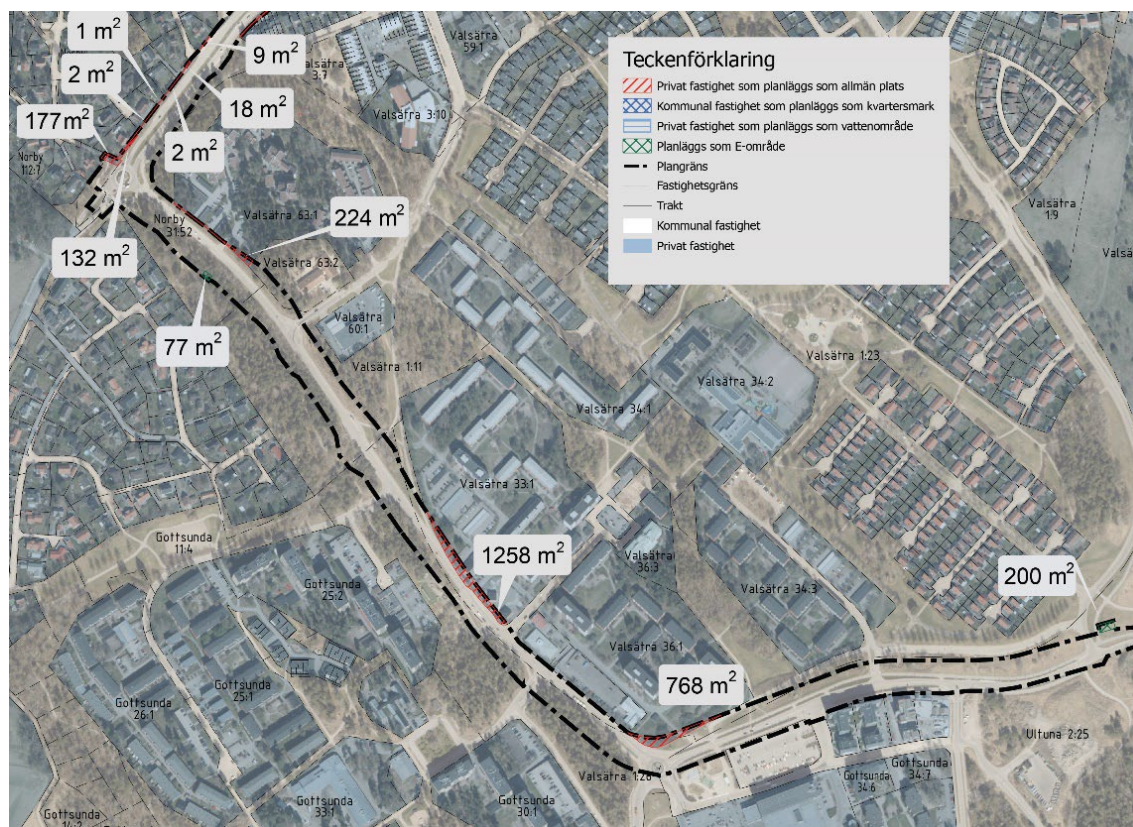 1 m²
9 m²
2 m²
18 m²
177 m²
2 m²
Norby
112:7
132 m²
Norby
31:52
Valsätra 63:1
224 m²
Valsätra 63:2
77 m²
Valsätra
59:1
3:7
Valsätra 3:10
Teckenförklaring
Privat fastighet som planläggs som allmän plats
Kommunal fastighet som planläggs som kvartersmark
Privat fastighet som planläggs som vattenområde
Planläggs som E-område
Plangräns
Fastighetsgräns
Trakt
Kommunal fastighet
Privat fastighet
Valsätra
1:9
Valsätra
60:1
Valsätra 1:11
Valsätra 1:23
Valsätra 34:2
Valsätra 34:1
Valsätra 33:1
Gottsunda
11:4
Gottsunda
25:2
1258 m²
Valsätra
36:3
Valsätra 34:3
200 m²
Valsätra 36:1
768 m²
Gottsunda
26:1
Gottsunda
25:1
Ultuna 2:25
Valsätra 1:28
Gottsunda
34:7
Gottsunda
34:6
Gottsunda
33:1
Gottsunda
30:1
Gottsunda
14:2